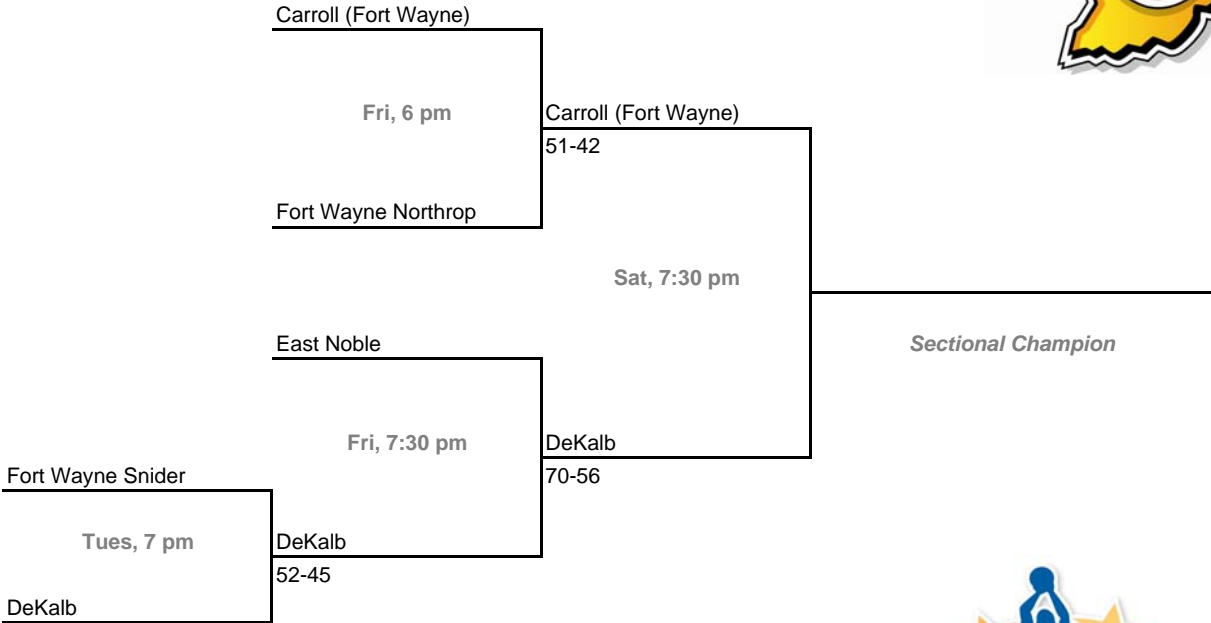 Carroll (Fort Wayne)
Fri, 6 pm
Carroll (Fort Wayne)
51-42
Fort Wayne Northrop
Sat, 7:30 pm
East Noble
Sectional Champion
Fri, 7:30 pm
DeKalb
Fort Wayne Snider
70-56
Tues, 7 pm
DeKalb
52-45
DeKalb